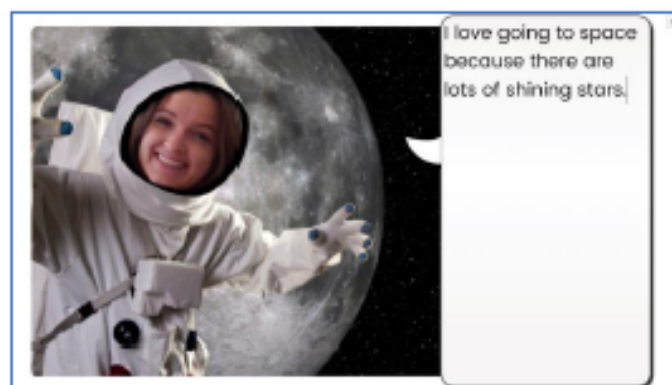 I love going to space
because there are
lots of shining stars.